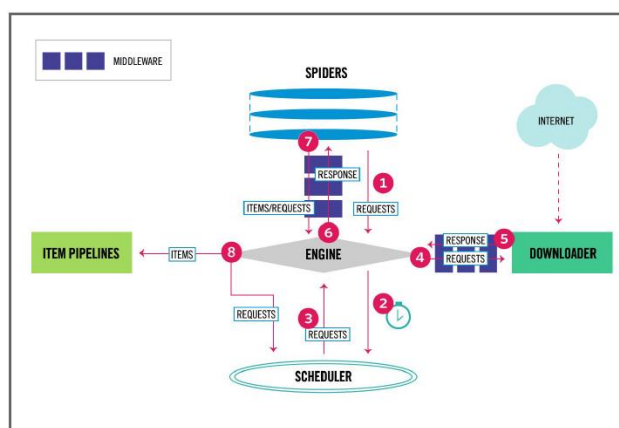 MIDDLEWARE
SPIDERS
INTERNET
7
RESPONSE
1
ITEMS/REQUESTS
REQUESTS
6
5
RESPONSE
ITEM PIPELINES
ITEMS
8
ENGINE
4
REQUESTS
DOWNLOADER
2
REQUESTS
3
REQUESTS
SCHEDULER